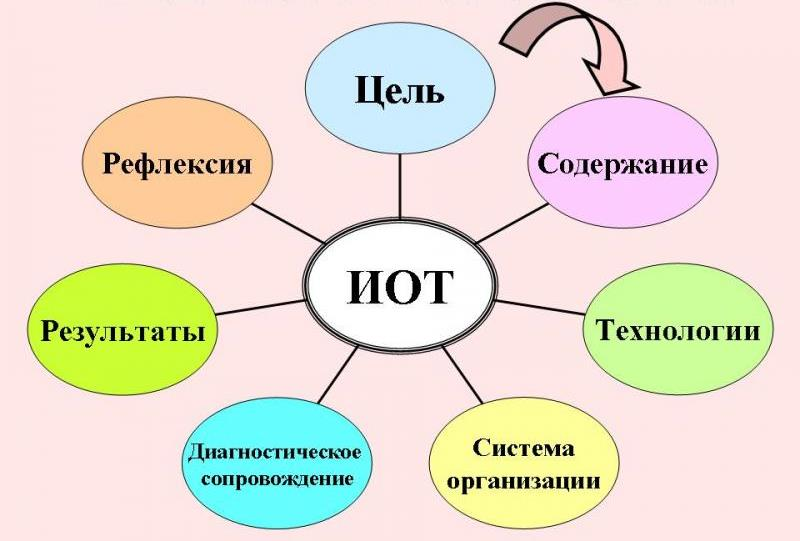 Цель
Содержание
Технологии
Система
организации
Диагностическое
сопровождение
Результаты
Рефлексия
ИОТ